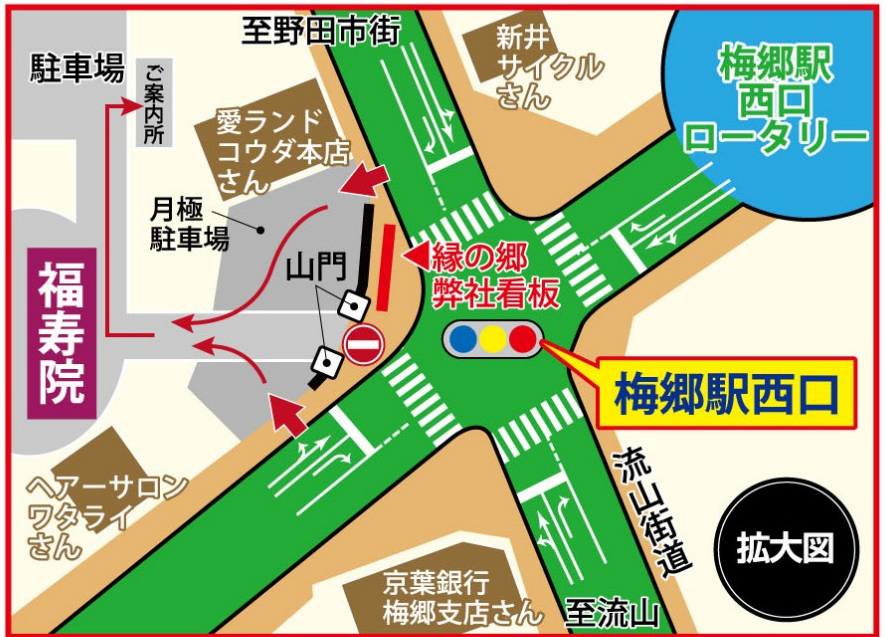 至野田市街
新井
サイクル
さん
梅郷駅
西口
ロータリー
駐車場
ご案内所
愛ランド
コウダ本店
さん
月極
駐車場
山門
縁の郷
弊社看板
福寿院
梅郷駅西口
ヘアーサロン
ワタライ
さん
流山街道
拡大図
京葉銀行
梅郷支店さん
至流山